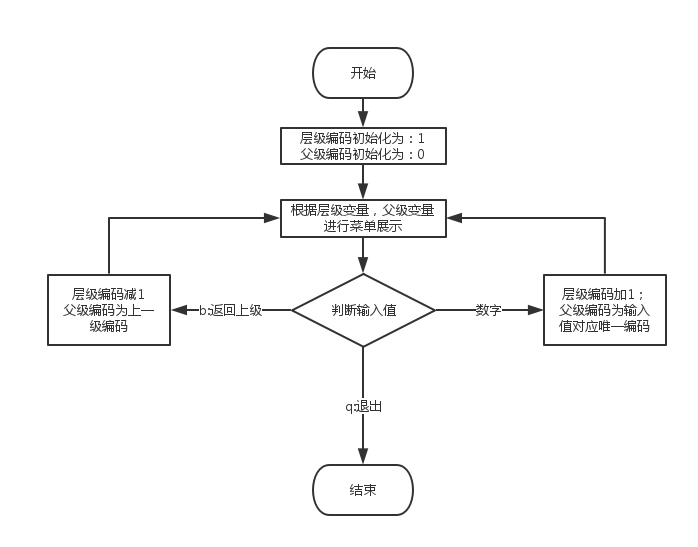 开始
层级编码初始化为：1
父级编码初始化为：0
根据层级变量，父级变量
进行菜单展示
层级编码减1
父级编码为上一
级编码
b:返回上级
判断输入值
数字
层级编码加1；
父级编码为输入
值对应唯一编码
q:退出
结束